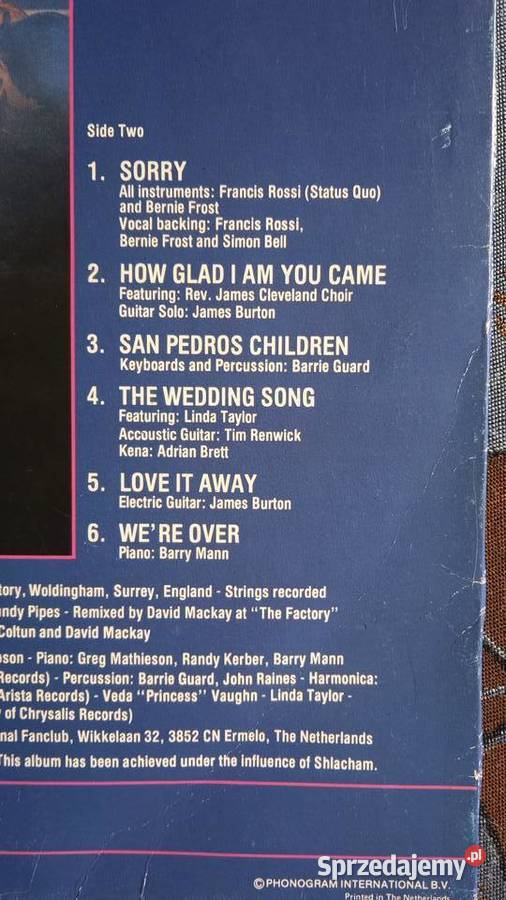 Side Two
1. SORRY
All instruments: Francis Rossi (Status Quo)
and Bernie Frost
Vocal backing: Francis Rossi,
Bernie Frost and Simon Bell
2. HOW GLAD I AM YOU CAME
Featuring: Rev. James Cleveland Choir
Guitar Solo: James Burton
3. SAN PEDROS CHILDREN
Keyboards and Percussion: Barrie Guard
4. THE WEDDING SONG
Featuring: Linda Taylor
Accoustic Guitar: Tim Renwick
Kena: Adrian Brett
5. LOVE IT AWAY
Electric Guitar: James Burton
6. WE'RE OVER
Piano: Barry Mann
tory, Woldingham, Surrey, England - Strings recorded
ndy Pipes - Remixed by David Mackay at "The Factory"
Coltun and David Mackay
son - Piano: Greg Mathieson, Randy Kerber, Barry Mann
Records) - Percussion: Barrie Guard, John Raines - Harmonica:
Arista Records) - Veda "Princess" Vaughn - Linda Taylor -
y of Chrysalis Records)
nal Fanclub, Wikkelaan 32, 3852 CN Ermelo, The Netherlands
This album has been achieved under the influence of Shlacham.
©PHONOGRAM INTERNATIONAL B.V.
Printed in The Netherlands
Sprzedajemy.pl